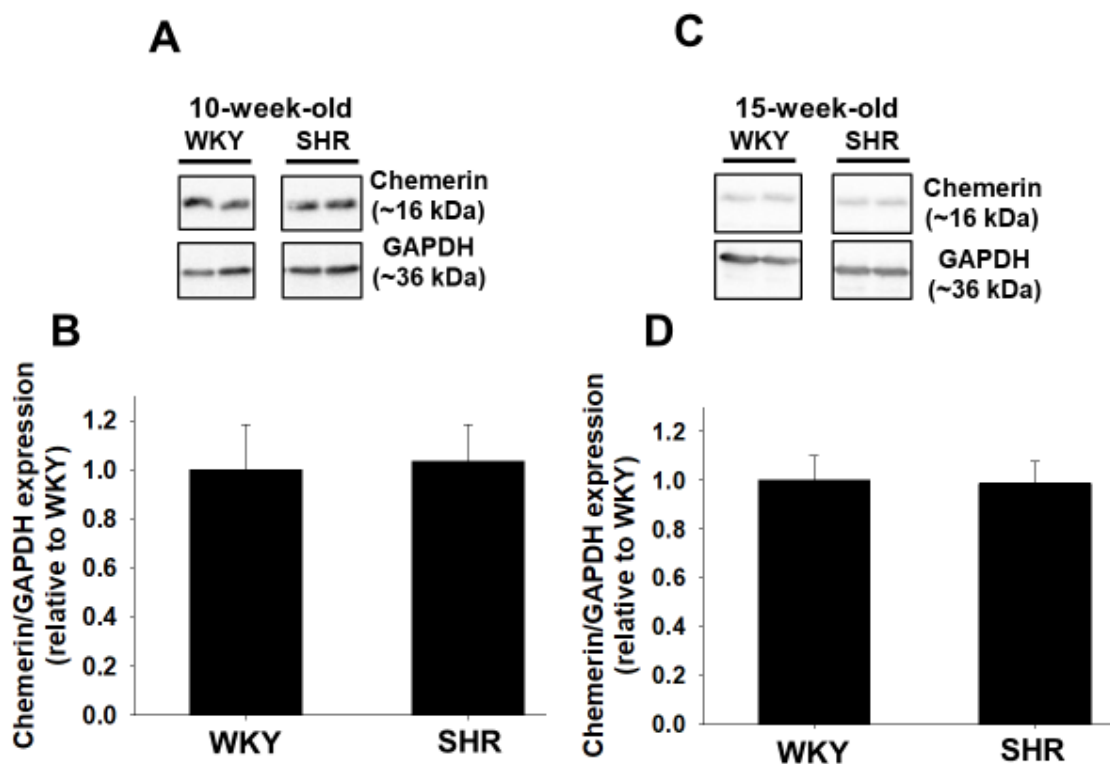 A
10-week-old
WKY SHR
Chemerin
(~16 kDa)
GAPDH
(~36 kDa)
B
Chemerin/GAPDH expression
(relative to WKY)
1.2
1.0
0.8
0.6
0.4
0.2
0.0
WKY SHR
C
15-week-old
WKY SHR
Chemerin
(~16 kDa)
GAPDH
(~36 kDa)
D
Chemerin/GAPDH expression
(relative to WKY)
1.2
1.0
0.8
0.6
0.4
0.2
0.0
WKY SHR